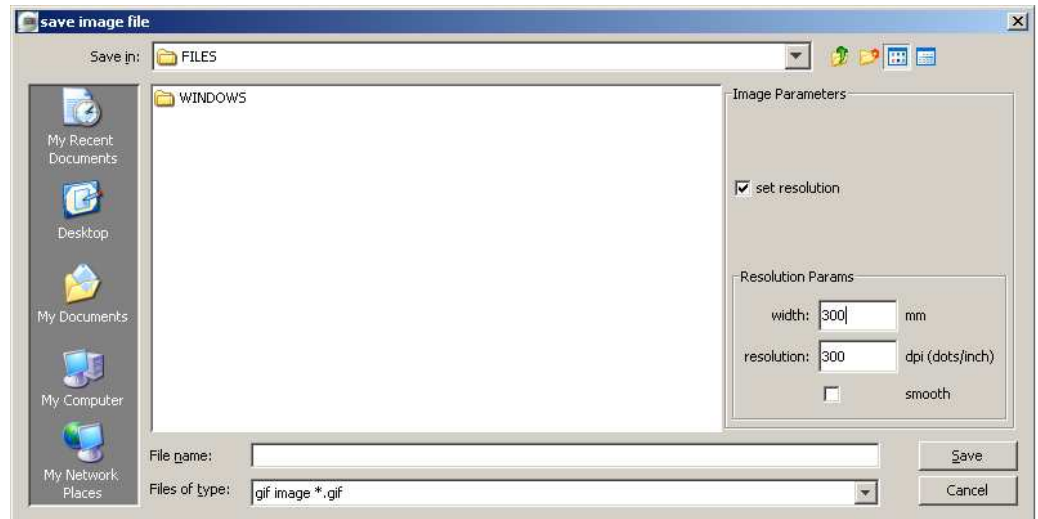 save image file
Save in: FILES
My Recent
Documents
Desktop
My Documents
My Computer
My Network
Places
WINDOWS
Image Parameters
set resolution
Resolution Params
width: 300 mm
resolution: 300 dpi (dots/inch)
smooth
File name: Save
Files of type: gif image *.gif Cancel